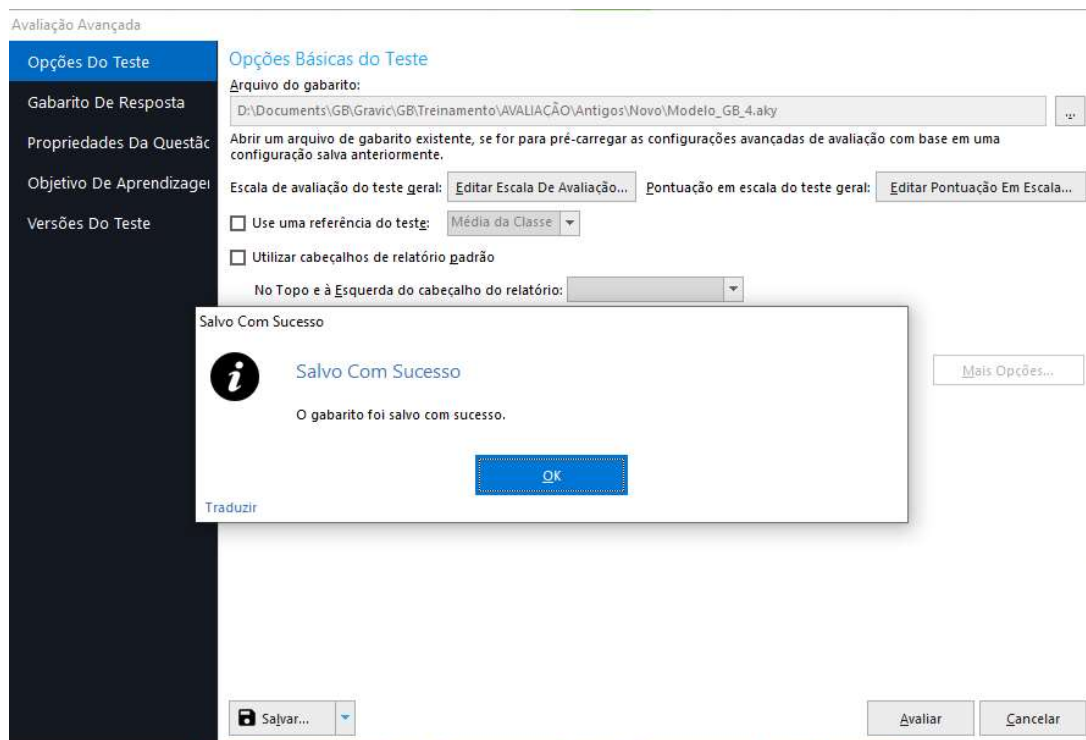 Avaliação Avançada
Opções Do Teste
Gabarito De Resposta
Propriedades Da Questão
Objetivo De Aprendizager
Versões Do Teste
Opções Básicas do Teste
Arquivo do gabarito:
D:\Documents\GB\Gravic\GB\Treinamento\AVALIAÇÃO\Antigos\Novo\Modelo_GB_4.aky
...
Abrir um arquivo de gabarito existente, se for para pré-carregar as configurações avançadas de avaliação com base em uma
configuração salva anteriormente.
Escala de avaliação do teste geral: Editar Escala De Avaliação... Pontuação em escala do teste geral: Editar Pontuação Em Escala...
Use uma referência do teste: Média da Classe
Utilizar cabeçalhos de relatório padrão
No Topo e à Esquerda do cabeçalho do relatório:
Salvo Com Sucesso
Salvo Com Sucesso
O gabarito foi salvo com sucesso.
OK
Traduzir
Mais Opções...
Salvar...
Avaliar
Cancelar